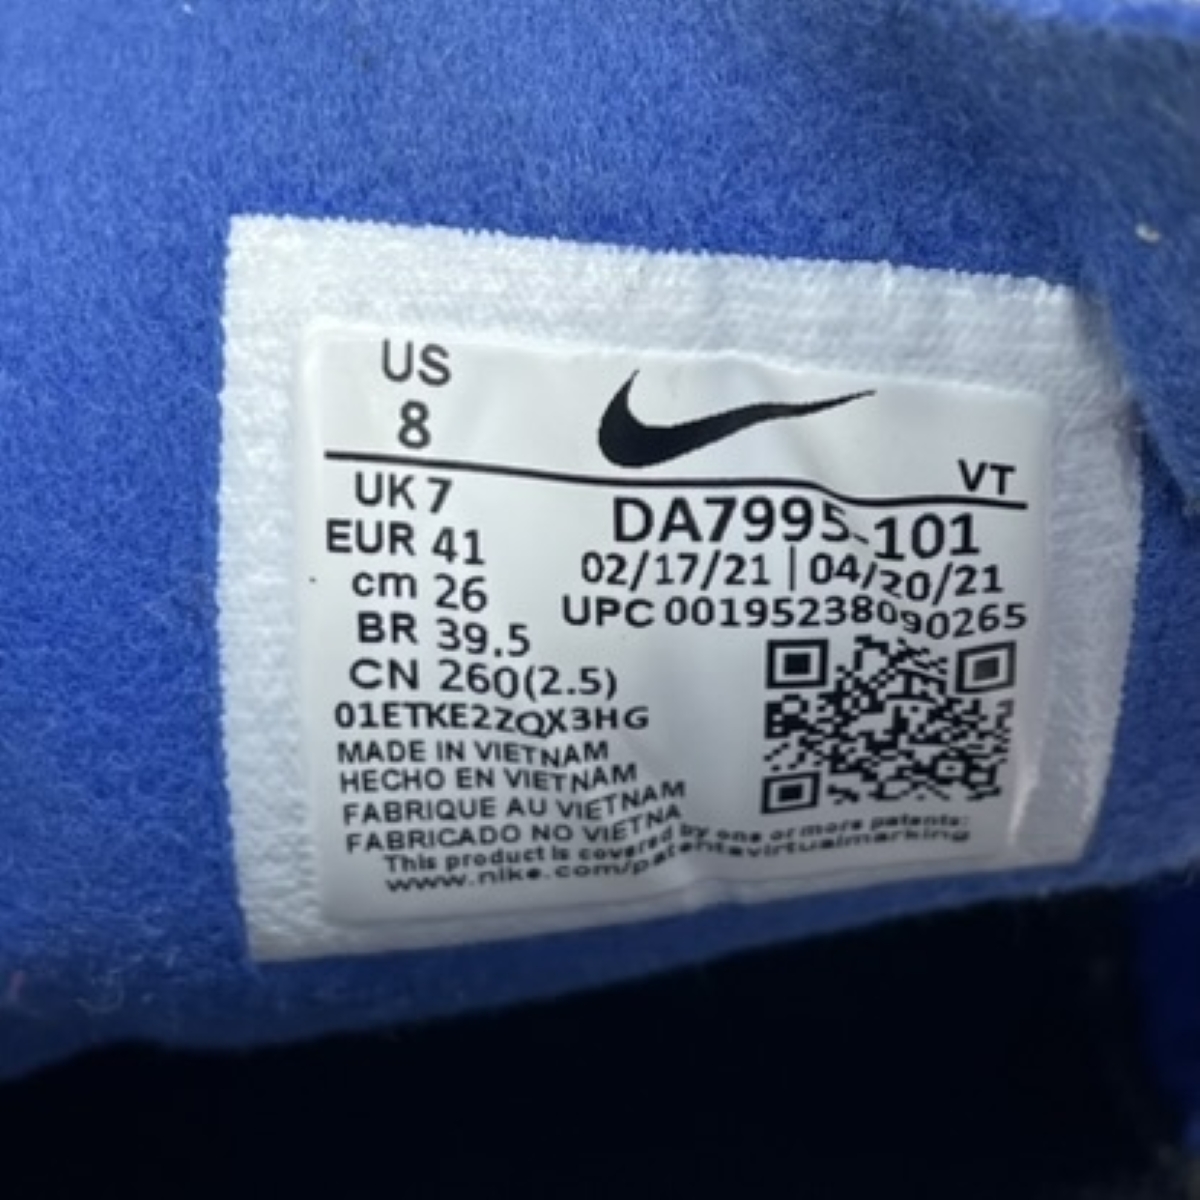 US
8
VT
UK 7
EUR 41
cm 26
BR 39.5
CN 260(2.5)
01ETKE2ZQX3HG
DA7995-101
02/17/21 | 04/20/21
UPC 00195238090265
MADE IN VIETNAM
HECHO EN VIETNAM
FABRIQUE AU VIETNAM
FABRICADO NO VIETNA
This product is covered by one or more patents:
www.nike.com/patentsvirtualmarking